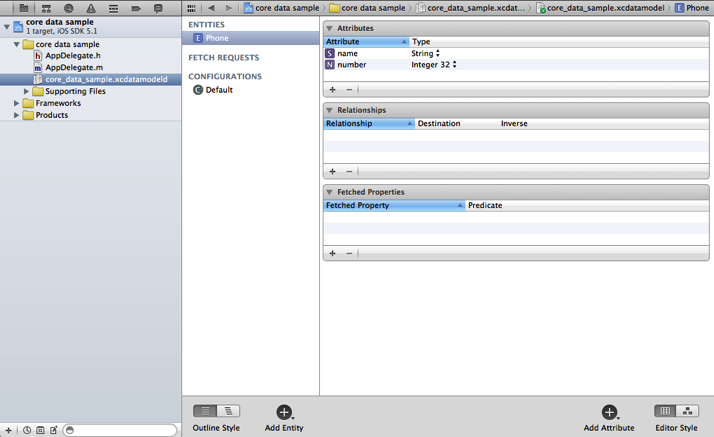 core data sample
core data sample
core_data_sample.xcdat...
core_data_sample.xcdatamodel
E Phone
core data sample
1 target, iOS SDK 5.1
core data sample
h AppDelegate.h
m AppDelegate.m
core_data_sample.xcdatamodeld
Supporting Files
Frameworks
Products
ENTITIES
E Phone
FETCH REQUESTS
CONFIGURATIONS
C Default
Attributes
Attribute Type
S name String
N number Integer 32
Relationships
Relationship Destination Inverse
Fetched Properties
Fetched Property Predicate
Outline Style
Add Entity
Add Attribute
Editor Style